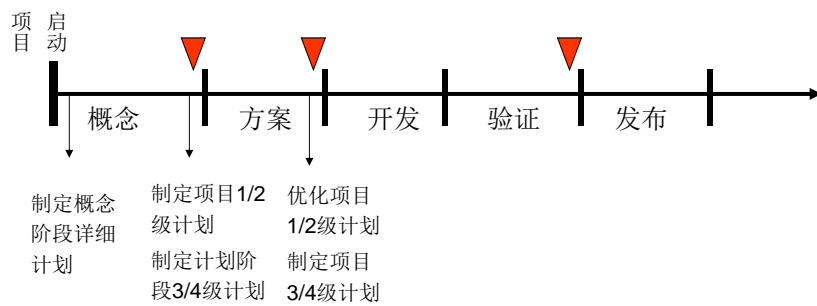 项目
启动
概念
方案
开发
验证
发布
制定概念
阶段详细
计划
制定项目1/2
级计划
制定计划阶
段3/4级计划
优化项目
1/2级计划
制定项目
3/4级计划